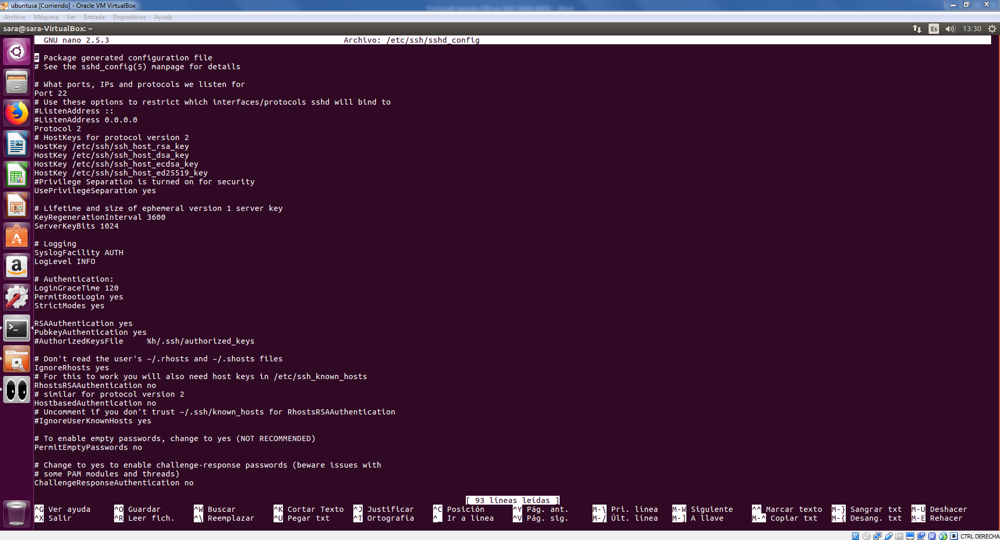 ubuntusa [Corriendo] - Oracle VM VirtualBox
Archivo Máquina Ver Entrada Dispositivos Ayuda
sara@sara-VirtualBox: ~ Es 13:30
GNU nano 2.5.3 Archivo: /etc/ssh/sshd_config
# Package generated configuration file
# See the sshd_config(5) manpage for details
# What ports, IPs and protocols we listen for
Port 22
# Use these options to restrict which interfaces/protocols sshd will bind to
#ListenAddress ::
#ListenAddress 0.0.0.0
Protocol 2
# HostKeys for protocol version 2
HostKey /etc/ssh/ssh_host_rsa_key
HostKey /etc/ssh/ssh_host_dsa_key
HostKey /etc/ssh/ssh_host_ecdsa_key
HostKey /etc/ssh/ssh_host_ed25519_key
#Privilege Separation is turned on for security
UsePrivilegeSeparation yes
# Lifetime and size of ephemeral version 1 server key
KeyRegenerationInterval 3600
ServerKeyBits 1024
# Logging
SyslogFacility AUTH
LogLevel INFO
# Authentication:
LoginGraceTime 120
PermitRootLogin yes
StrictModes yes
RSAAuthentication yes
PubkeyAuthentication yes
#AuthorizedKeysFile %h/.ssh/authorized_keys
# Don't read the user's ~/.rhosts and ~/.shosts files
IgnoreRhosts yes
# For this to work you will also need host keys in /etc/ssh_known_hosts
RhostsRSAAuthentication no
# similar for protocol version 2
HostbasedAuthentication no
# Uncomment if you don't trust ~/.ssh/known_hosts for RhostsRSAAuthentication
#IgnoreUserKnownHosts yes
# To enable empty passwords, change to yes (NOT RECOMMENDED)
PermitEmptyPasswords no
# Change to yes to enable challenge-response passwords (beware issues with
# some PAM modules and threads)
ChallengeResponseAuthentication no
[ 93 líneas leídas ]
^G Ver ayuda ^O Guardar ^W Buscar ^K Cortar Texto ^J Justificar ^C Posición ^Y Pág. ant. M-\ Pri. línea M-W Siguiente ^^ Marcar texto M-} Sangrar txt M-U Deshacer
^X Salir ^R Leer fich. ^\ Reemplazar ^U Pegar txt ^T Ortografía ^_ Ir a línea ^V Pág. sig. M-/ Últ. línea M-] A llave M-^ Copiar txt M-{ Desang. txt M-E Rehacer
CTRL DERECHA